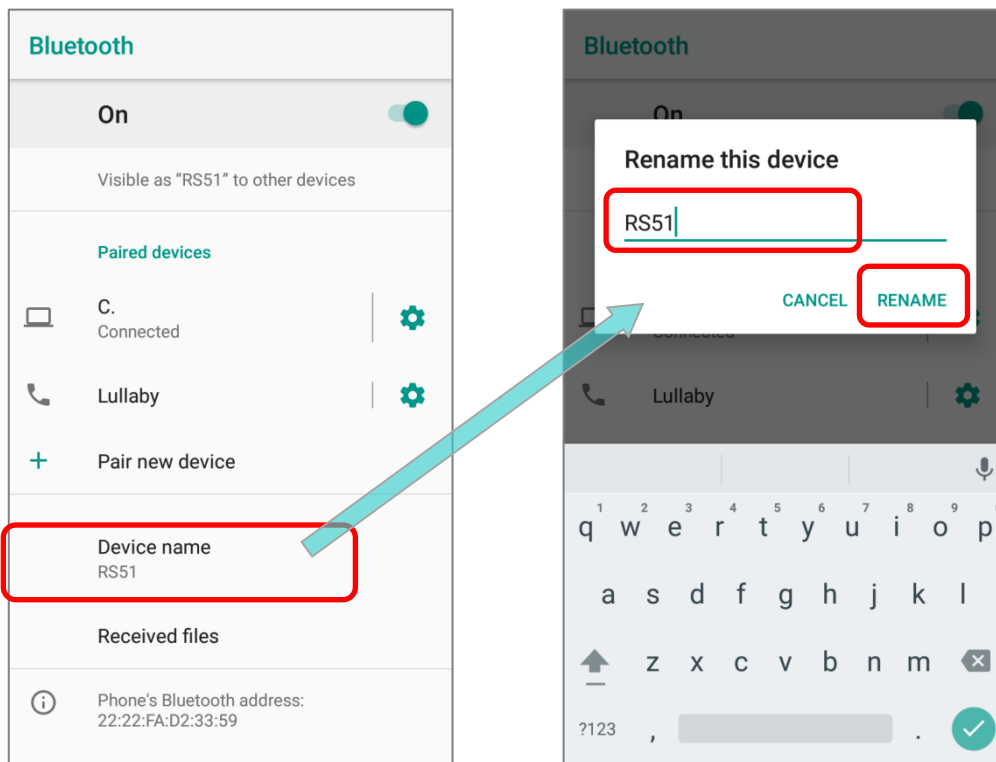 Bluetooth
On
Visible as “RS51” to other devices
Paired devices
C.
Connected
Lullaby
Pair new device
Device name
RS51
Received files
Phone's Bluetooth address:
22:22:FA:D2:33:59
Bluetooth
On
Rename this device
RS51
CANCEL RENAME
Connected
Lullaby
1 2 3 4 5 6 7 8 9
q w e r t y u i o p
a s d f g h j k l
z x c v b n m
?123 , .